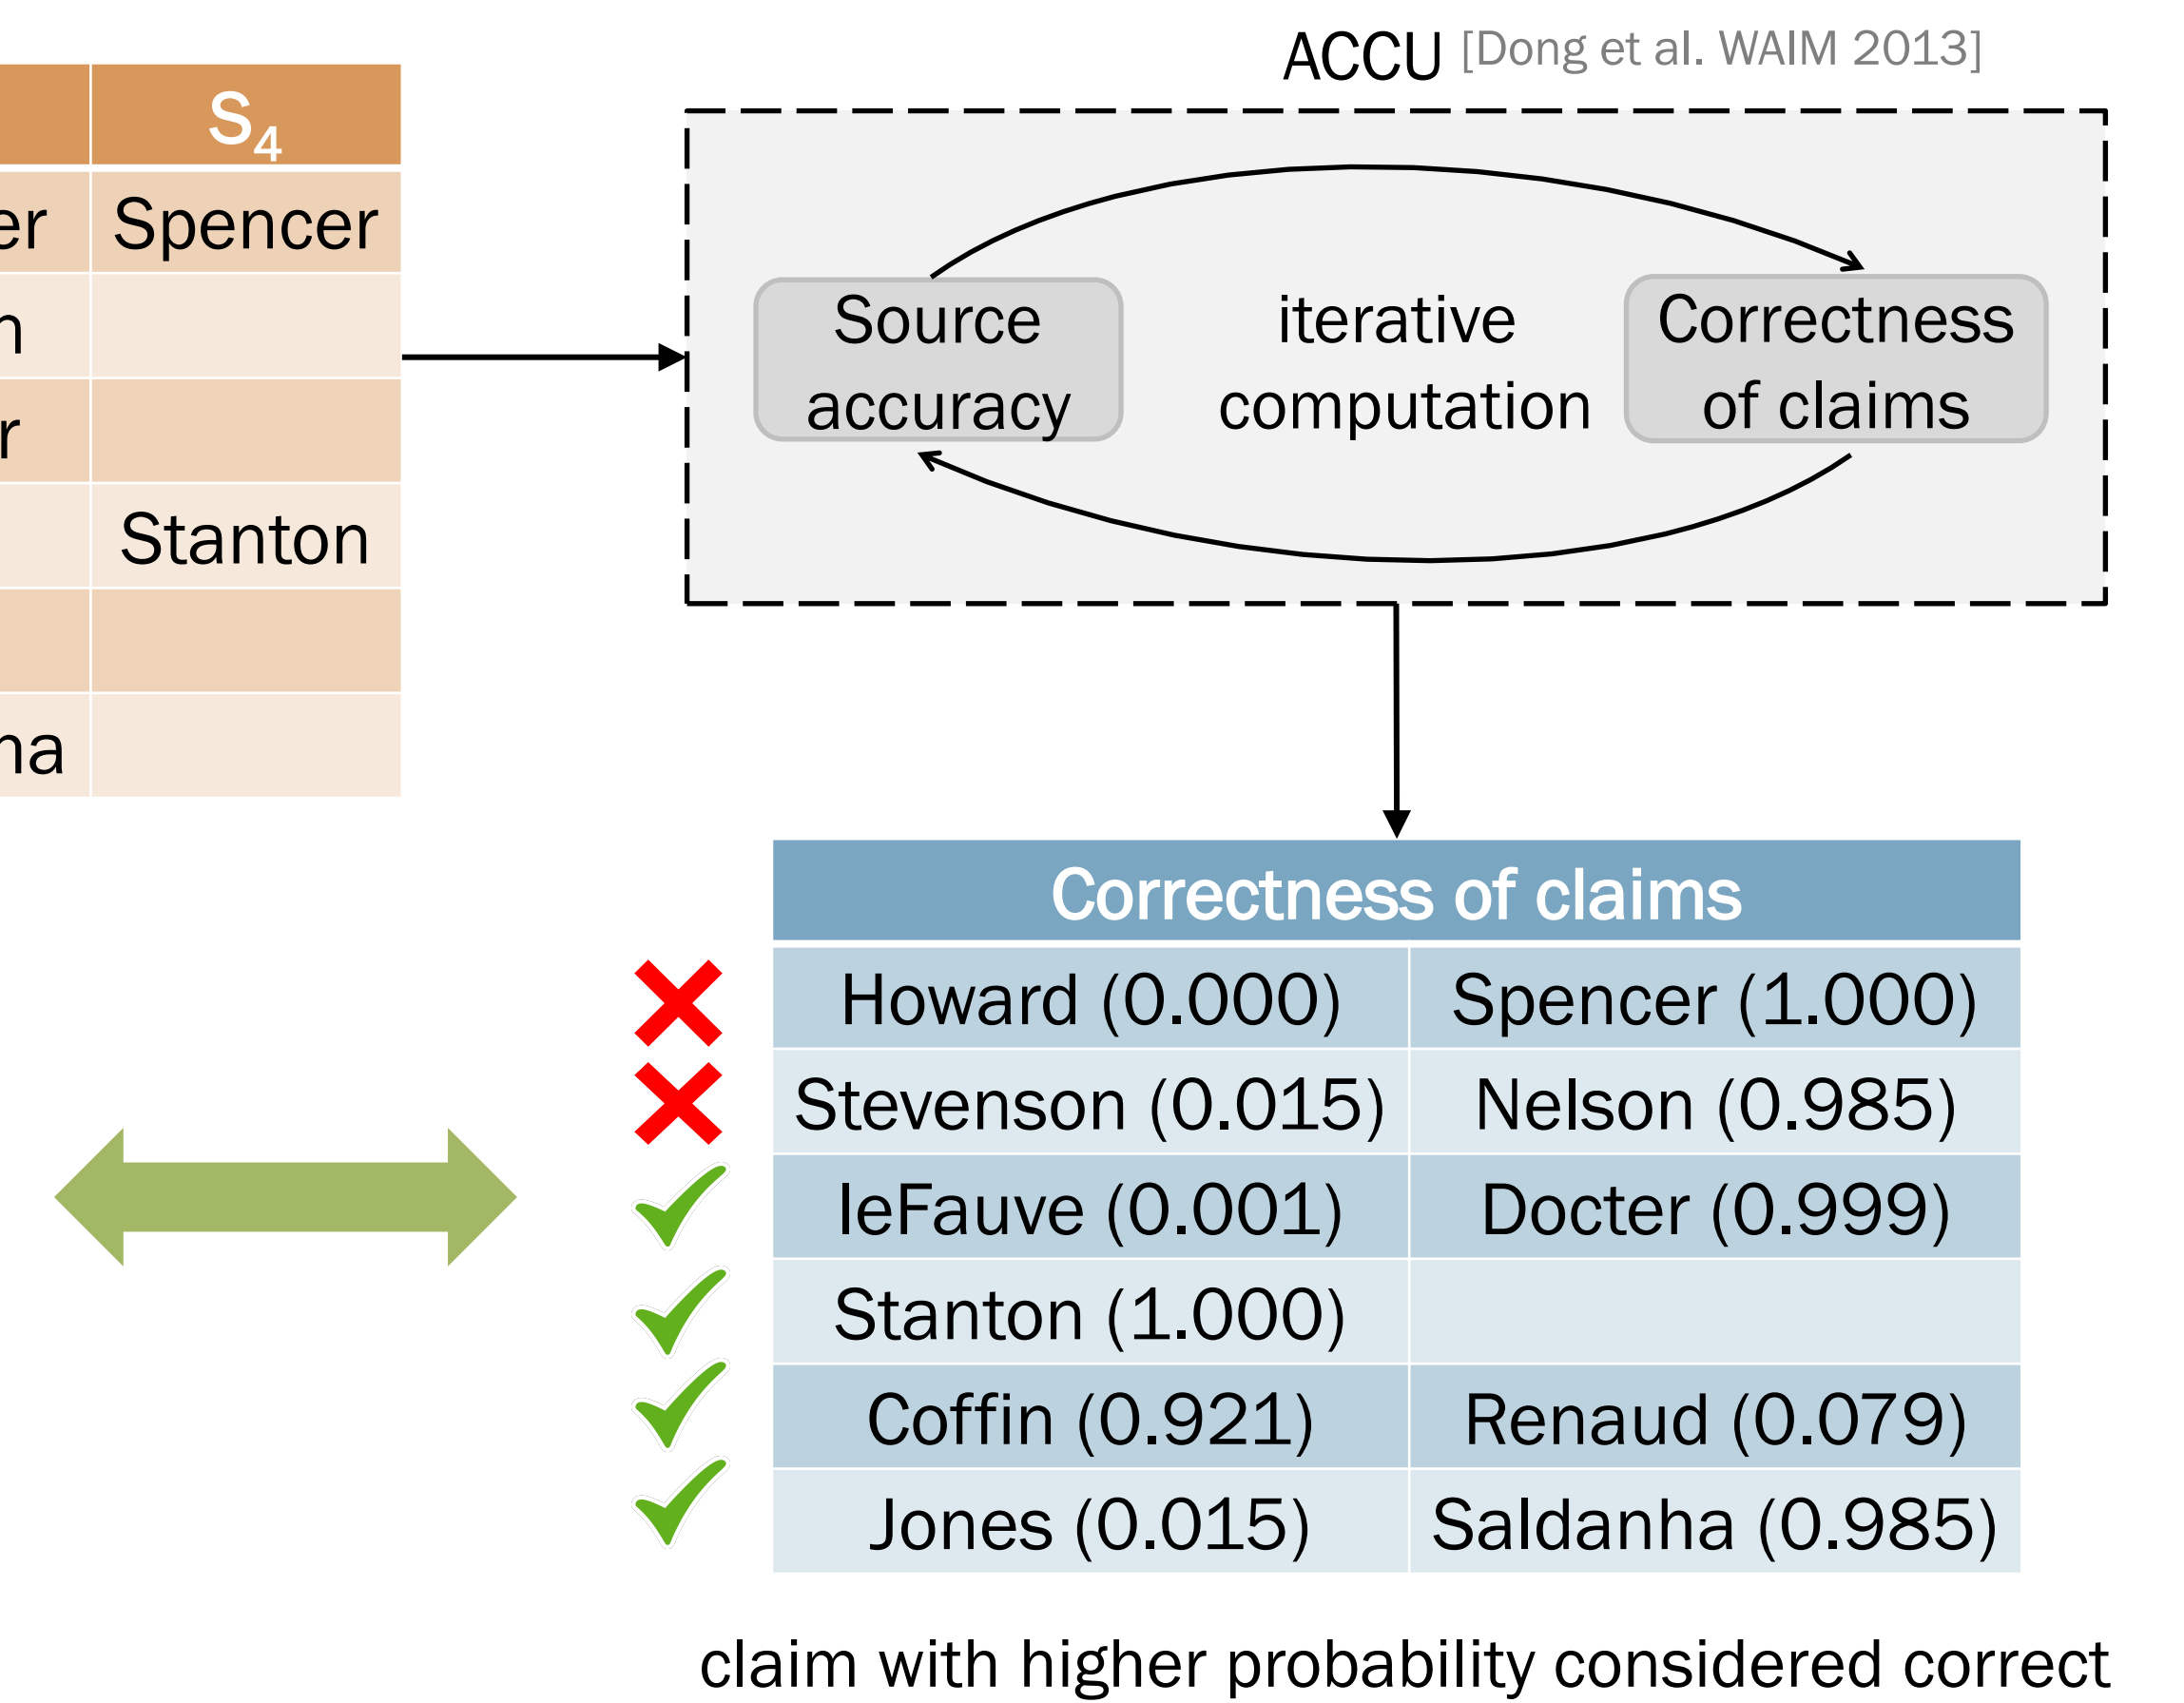 ACCU [Dong et al. WAIM 2013]
S4
er Spencer
n
r
Stanton
na
Source
accuracy
iterative
computation
Correctness
of claims
Correctness of claims
Howard (0.000) Spencer (1.000)
Stevenson (0.015) Nelson (0.985)
leFauve (0.001) Docter (0.999)
Stanton (1.000)
Coffin (0.921) Renaud (0.079)
Jones (0.015) Saldanha (0.985)
claim with higher probability considered correct